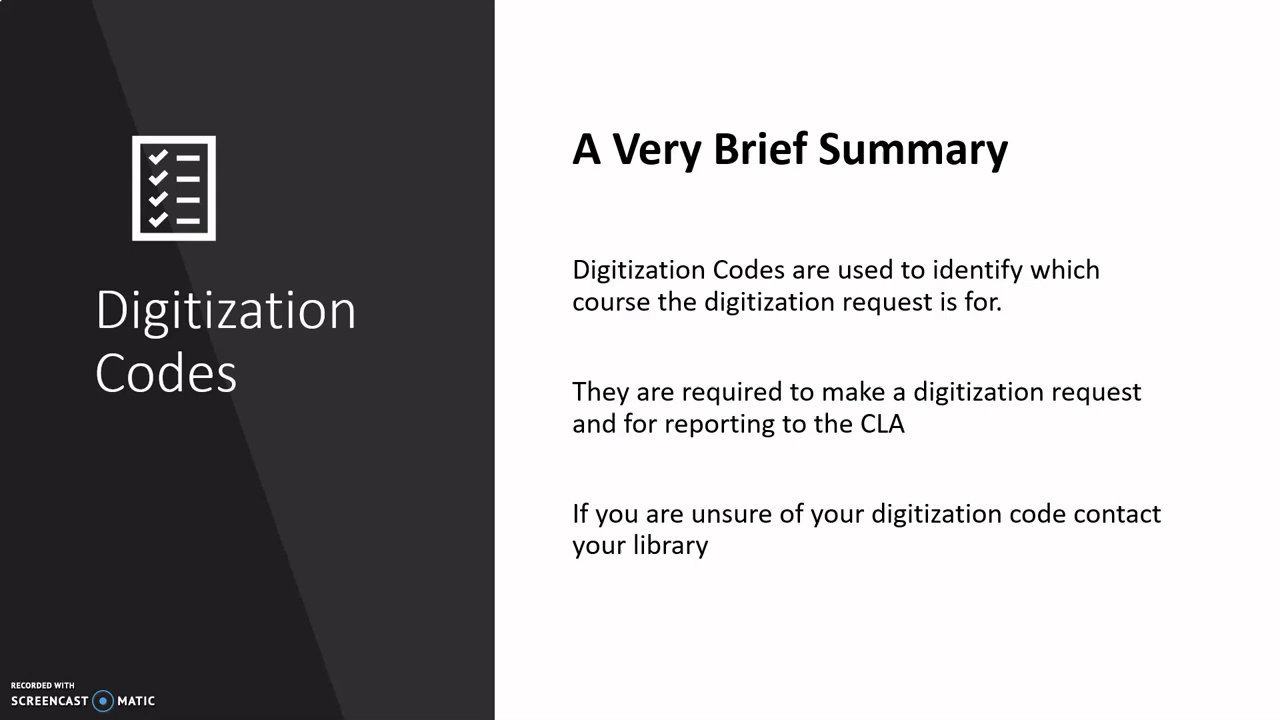 Digitization
Codes
A Very Brief Summary
Digitization Codes are used to identify which
course the digitization request is for.
They are required to make a digitization request
and for reporting to the CLA
If you are unsure of your digitization code contact
your library
RECORDED WITH
SCREENCAST MATIC